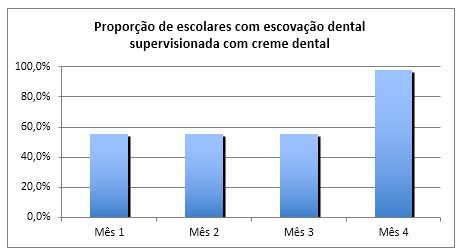 Proporção de escolares com escovação dental
supervisionada com creme dental
100,0%
80,0%
60,0%
40,0%
20,0%
0,0%
Mês 1 Mês 2 Mês 3 Mês 4